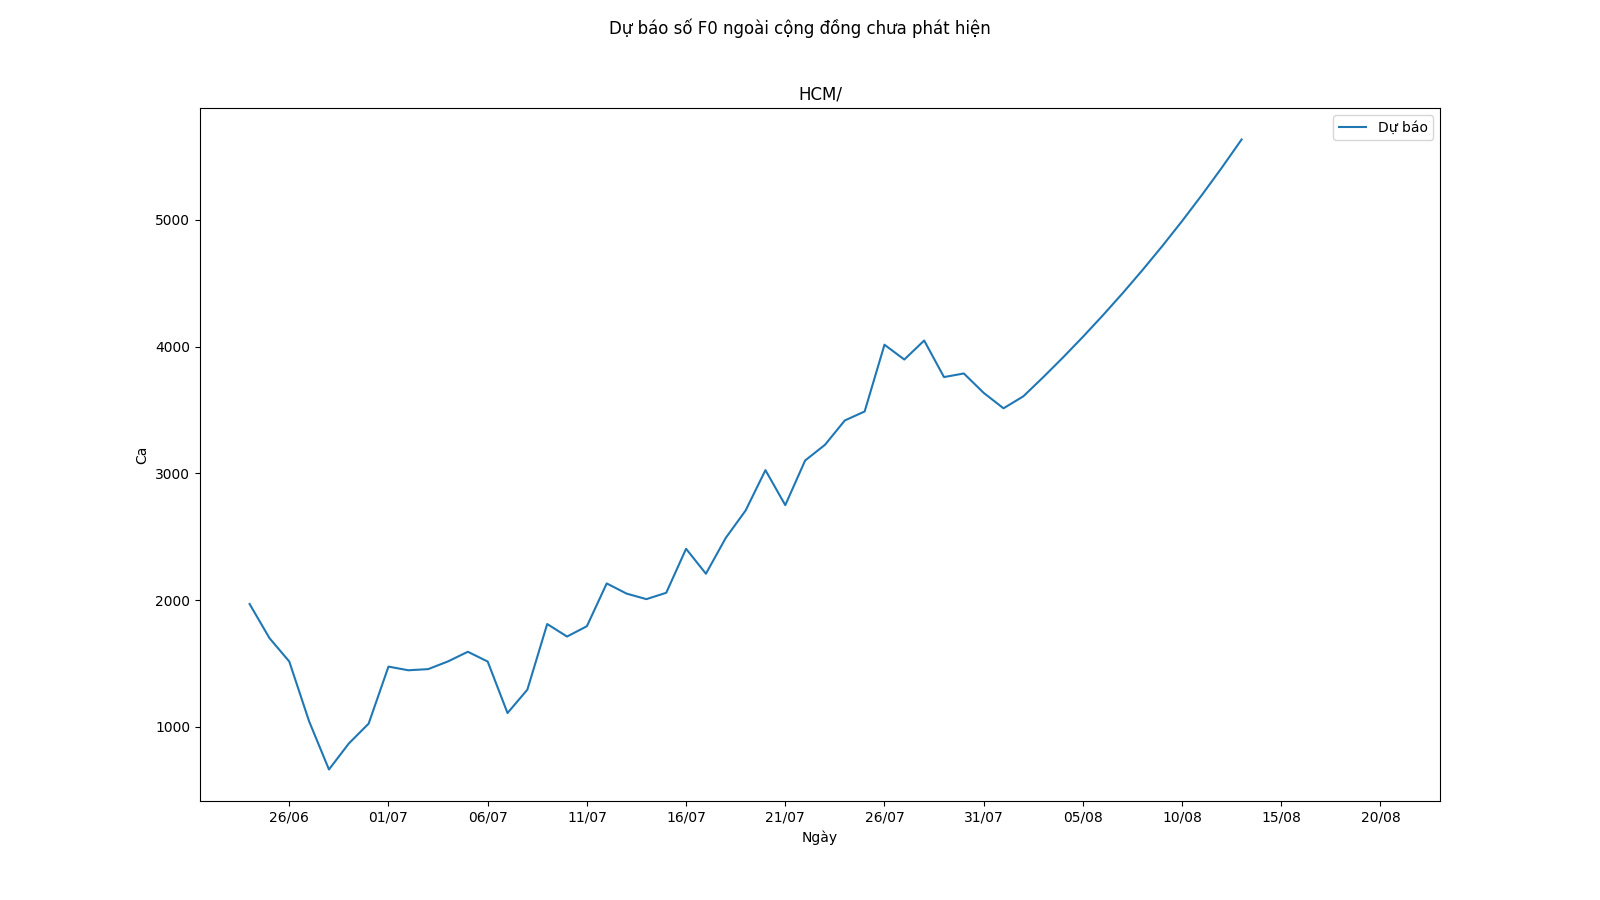 Dự báo số F0 ngoài cộng đồng chưa phát hiện
HCM/
Dự báo
5000
4000
3000
2000
1000
Ca
26/06 01/07 06/07 11/07 16/07 21/07 26/07 31/07 05/08 10/08 15/08 20/08
Ngày